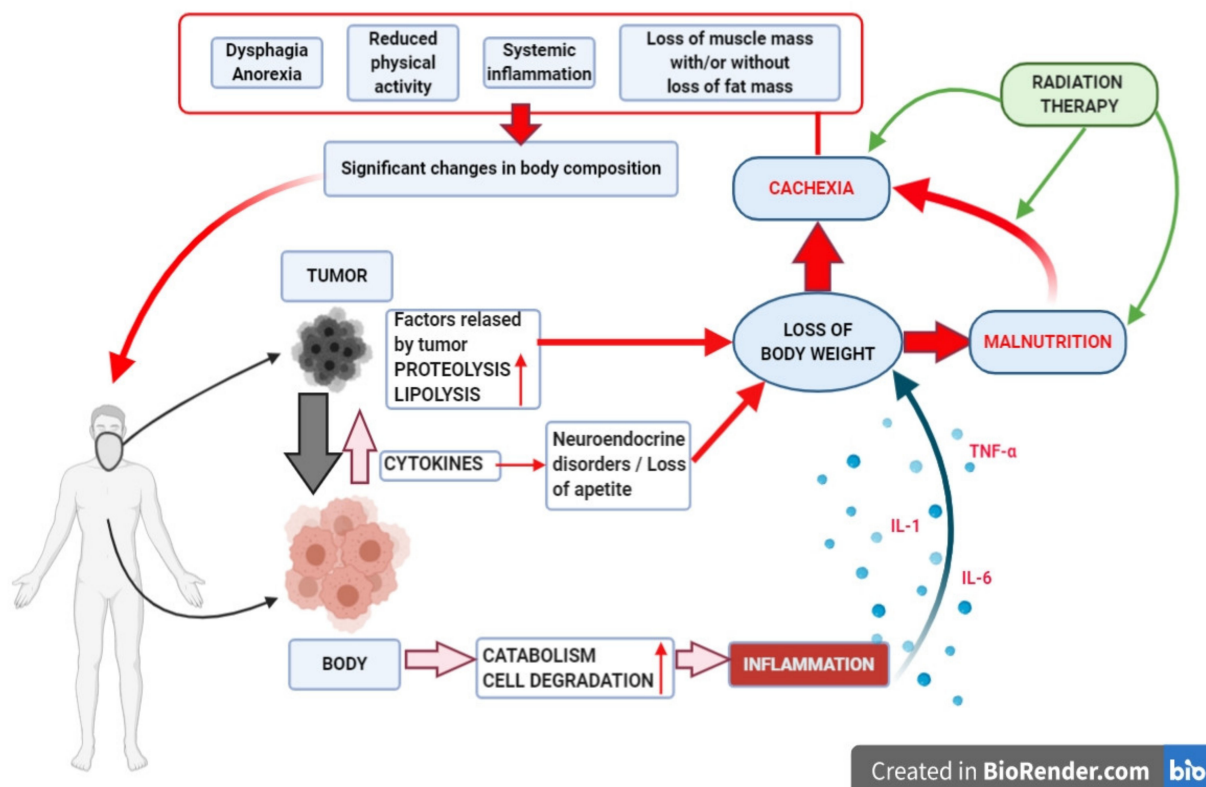 Dysphagia
Anorexia
Reduced
physical
activity
Systemic
inflammation
Loss of muscle mass
with/or without
loss of fat mass
RADIATION
THERAPY
Significant changes in body composition
CACHEXIA
TUMOR
Factors relased
by tumor
PROTEOLYSIS
LIPOLYSIS
LOSS OF
BODY WEIGHT
MALNUTRITION
CYTOKINES
Neuroendocrine
disorders / Loss
of apetite
TNF-α
IL-1
IL-6
BODY
CATABOLISM
CELL DEGRADATION
INFLAMMATION
Created in BioRender.com bio